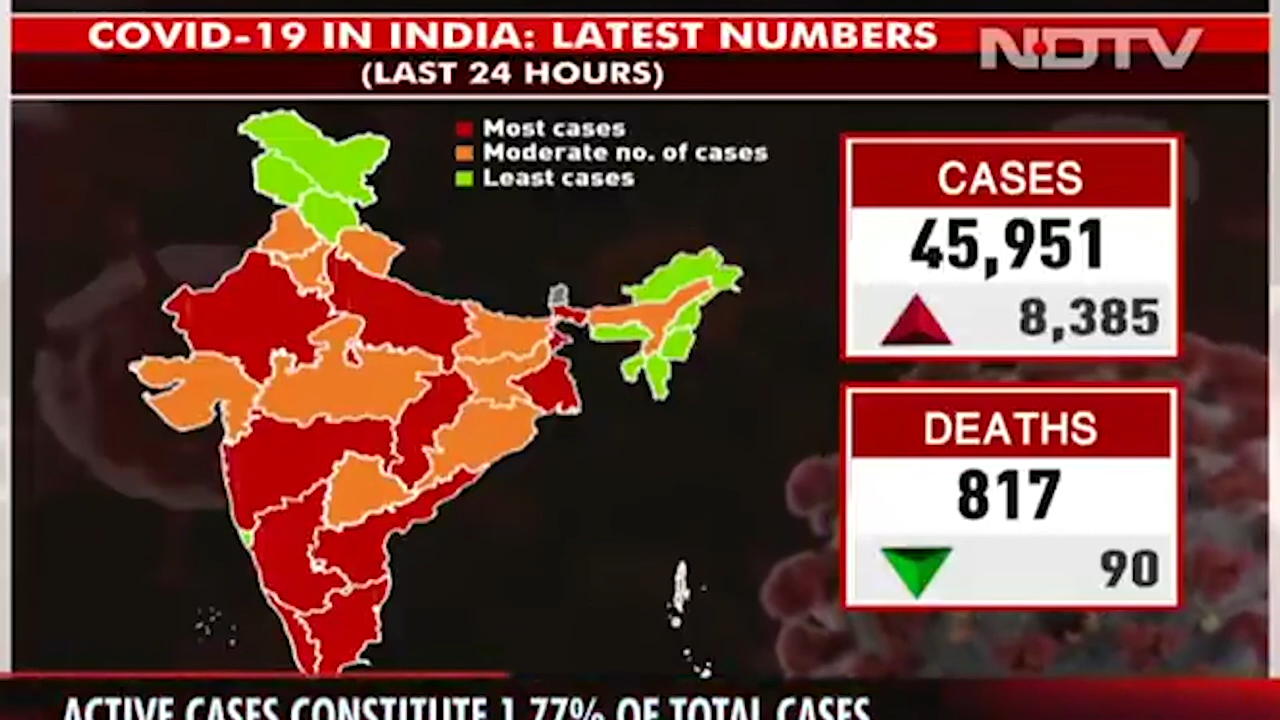 COVID-19 IN INDIA: LATEST NUMBERS
(LAST 24 HOURS)
NDTV
Most cases
Moderate no. of cases
Least cases
CASES
45,951
8,385
DEATHS
817
90
ACTIVE CASES CONSTITUTE 1.77% OF TOTAL CASES